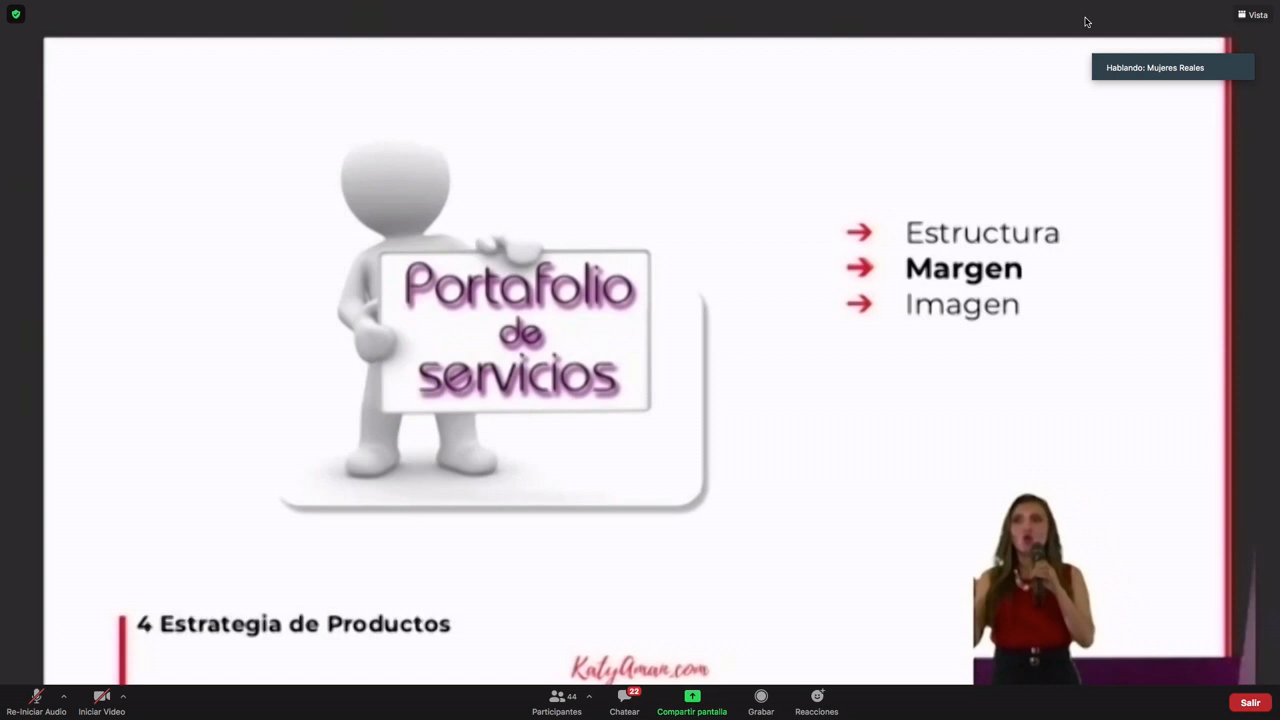 Vista
Hablando: Mujeres Reales
Portafolio
de
servicios
Estructura
Margen
Imagen
4 Estrategia de Productos
KatyAman.com
44
22
Re-Iniciar Audio
Iniciar Video
Participantes
Chatear
Compartir pantalla
Grabar
Reacciones
Salir